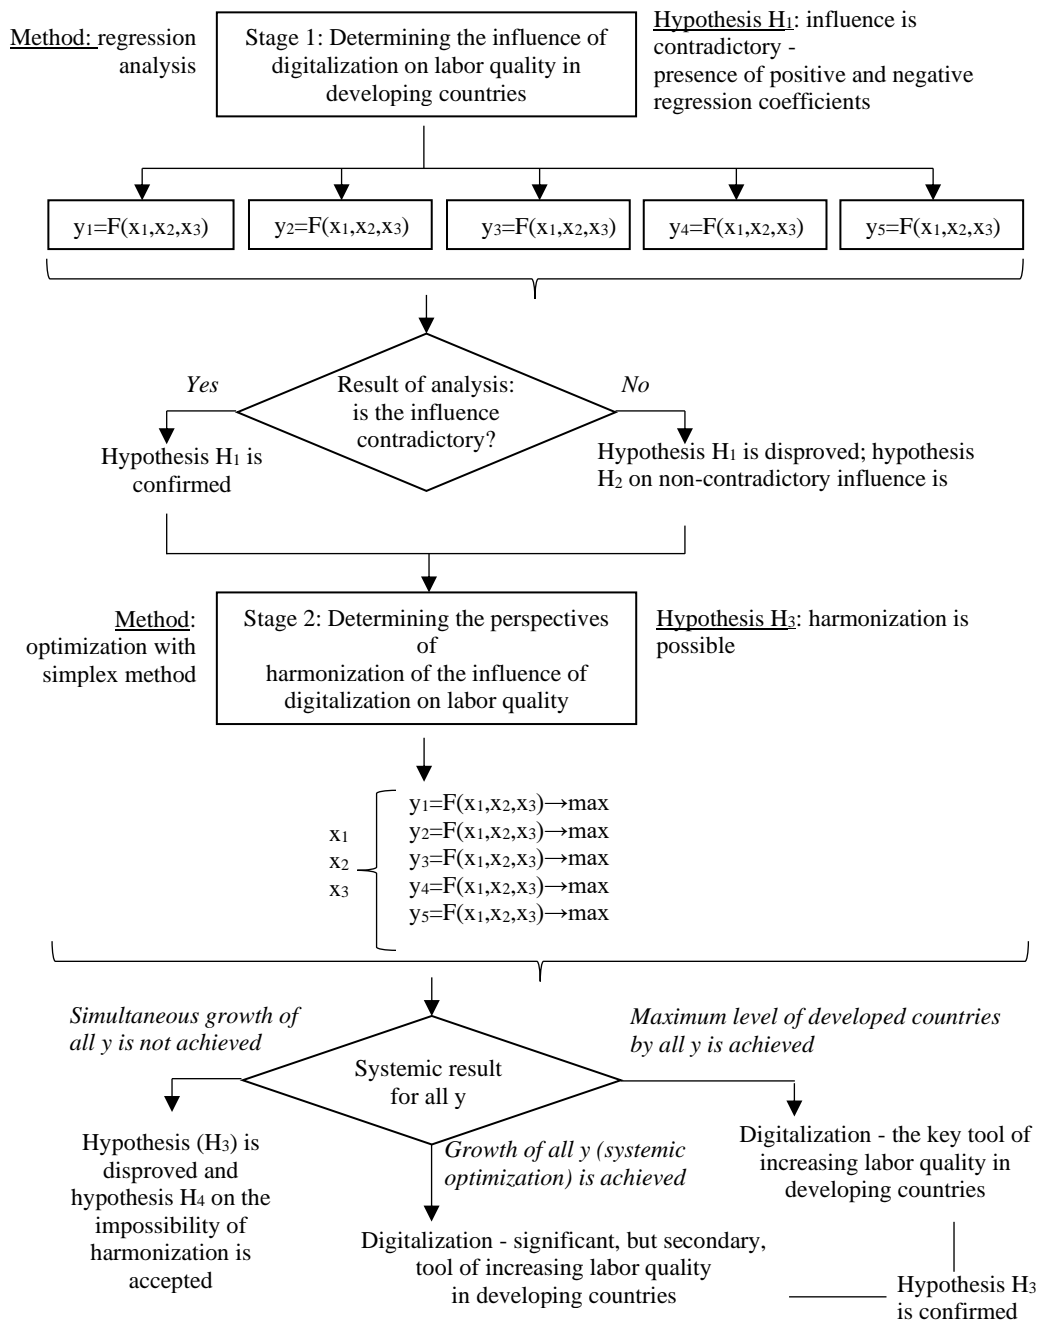 Method: regression
analysis
Stage 1: Determining the influence of
digitalization on labor quality in
developing countries
Hypothesis H₁: influence is
contradictory -
presence of positive and negative
regression coefficients
y₁=F(x₁,x₂,x₃)
y₂=F(x₁,x₂,x₃)
y₃=F(x₁,x₂,x₃)
y₄=F(x₁,x₂,x₃)
y₅=F(x₁,x₂,x₃)
Yes
Result of analysis:
is the influence
contradictory?
No
Hypothesis H₁ is
confirmed
Hypothesis H₁ is disproved; hypothesis
H₂ on non-contradictory influence is
Method:
optimization with
simplex method
Stage 2: Determining the perspectives
of
harmonization of the influence of
digitalization on labor quality
Hypothesis H₃: harmonization is
possible
x₁
x₂
x₃
y₁=F(x₁,x₂,x₃)→max
y₂=F(x₁,x₂,x₃)→max
y₃=F(x₁,x₂,x₃)→max
y₄=F(x₁,x₂,x₃)→max
y₅=F(x₁,x₂,x₃)→max
Simultaneous growth of
all y is not achieved
Systemic result
for all y
Maximum level of developed countries
by all y is achieved
Hypothesis (H₃) is
disproved and
hypothesis H₄ on the
impossibility of
harmonization is
accepted
Growth of all y (systemic
optimization) is achieved
Digitalization - significant, but secondary,
tool of increasing labor quality
in developing countries
Digitalization - the key tool of
increasing labor quality in
developing countries
Hypothesis H₃
is confirmed